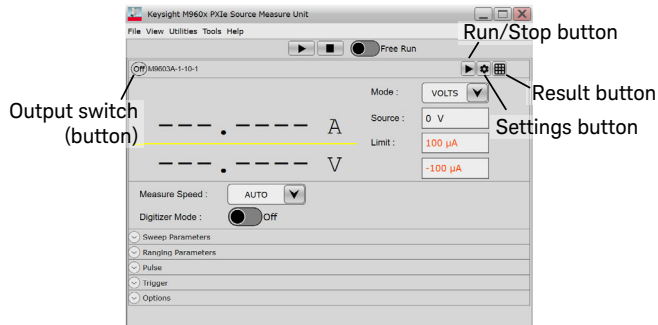 Keysight M960x PXIe Source Measure Unit
File View Utilities Tools Help
Free Run
Run/Stop button
Off M9603A-1-10-1
Result button
Settings button
Output switch
(button)
Mode :
VOLTS
Source :
0 V
Limit :
100 µA
-100 µA
---.---- A
---.---- V
Measure Speed :
AUTO
Digitizer Mode :
Off
Sweep Parameters
Ranging Parameters
Pulse
Trigger
Options